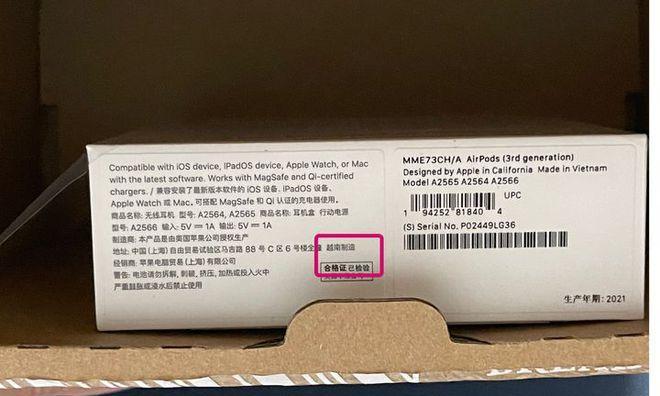 Compatible with iOS device, iPadOS device, Apple Watch, or Mac
with the latest software. Works with MagSafe and Qi-certified
chargers. / 兼容安装了最新版本软件的 iOS 设备、iPadOS 设备、
Apple Watch 或 Mac。可搭配 MagSafe 和 Qi 认证的充电器使用。
商品名称: 无线耳机 型号: A2564, A2565 商品名称: 耳机盒 行动电源
型号: A2566 输入: 5V⎓1A 输出: 5V⎓1A
制造商: 本产品是由美国苹果公司授权生产
地址: 中国 (上海) 自由贸易试验区马吉路 88 号 C 区 6 号楼全幢 越南制造
经销商: 苹果电脑贸易 (上海) 有限公司
警告: 电池请勿拆解, 刺破, 挤压, 加热或投入火中
严重鼓胀或浸水后禁止使用
合格证 已检验
MME73CH/A AirPods (3rd generation)
Designed by Apple in California Made in Vietnam
Model A2565 A2564 A2566
UPC
1 94252 81840 4
(S) Serial No. P02449LG36
生产年期: 2021